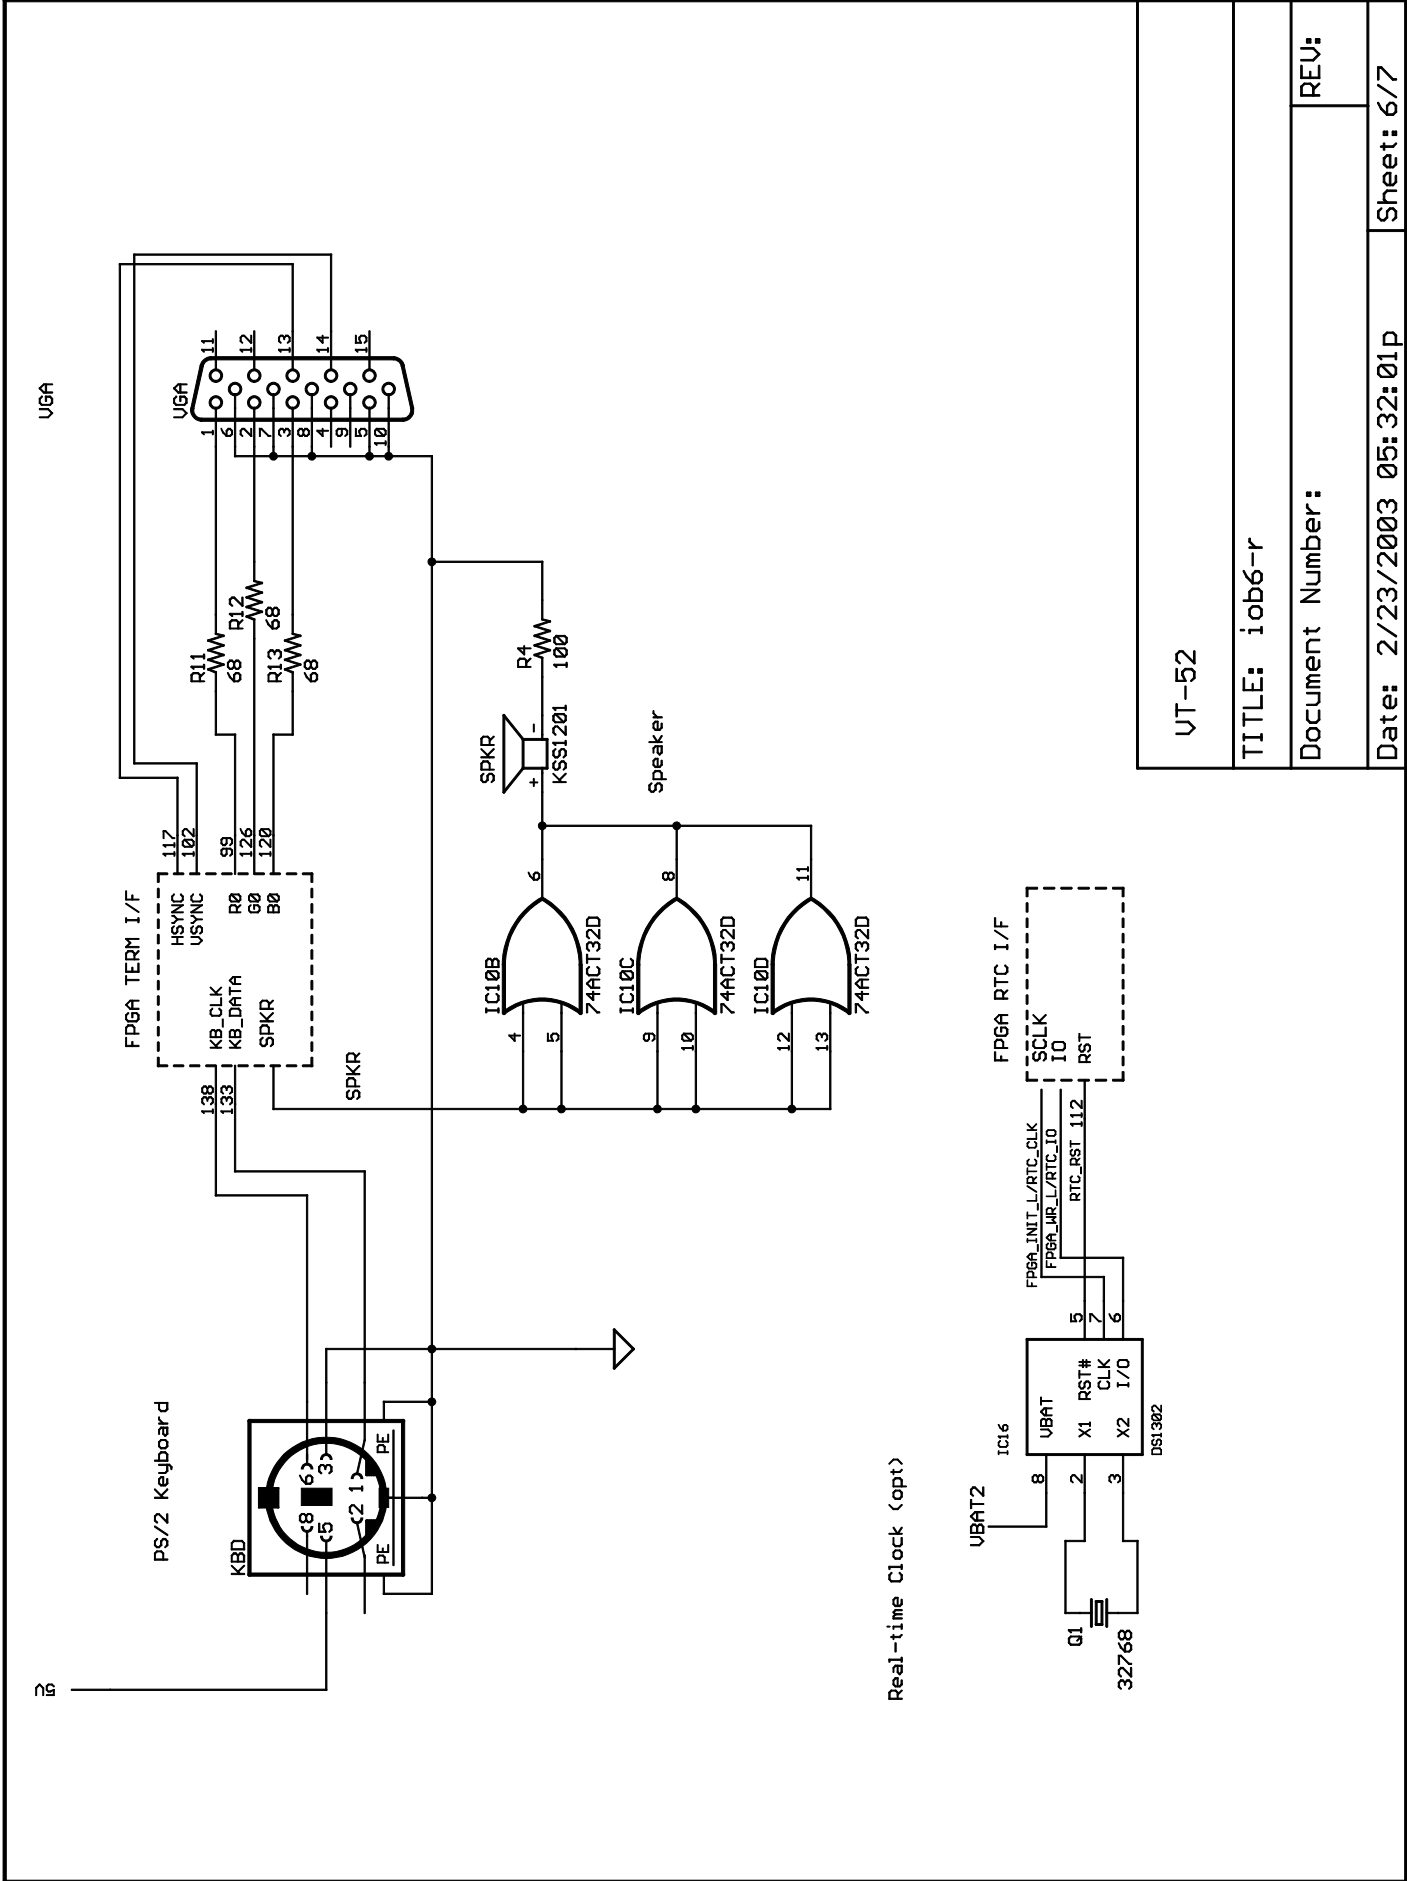 VGA
PS/2 Keyboard
FPGA TERM I/F
VGA
5V
KBD
8
6
5
3
2
1
PE
PE
138
133
KB_CLK
KB_DATA
SPKR
HSYNC
VSYNC
R0
G0
B0
117
102
99
126
120
R11
68
R12
68
R13
68
1
6
2
7
3
8
4
9
5
10
11
12
13
14
15
SPKR
IC10B
4
5
6
74ACT32D
IC10C
9
10
8
74ACT32D
IC10D
12
13
11
74ACT32D
SPKR
+
-
KSS1201
R4
100
Speaker
Real-time Clock (opt)
VBAT2
Q1
32768
IC16
8
2
3
VBAT
X1
X2
RST#
CLK
I/O
5
7
6
DS1302
FPGA_INIT_L/RTC_CLK
FPGA_WR_L/RTC_IO
RTC_RST
112
FPGA RTC I/F
SCLK
IO
RST
VT-52
TITLE: iob6-r
Document Number:
REV:
Date: 2/23/2003 05:32:01p
Sheet: 6/7